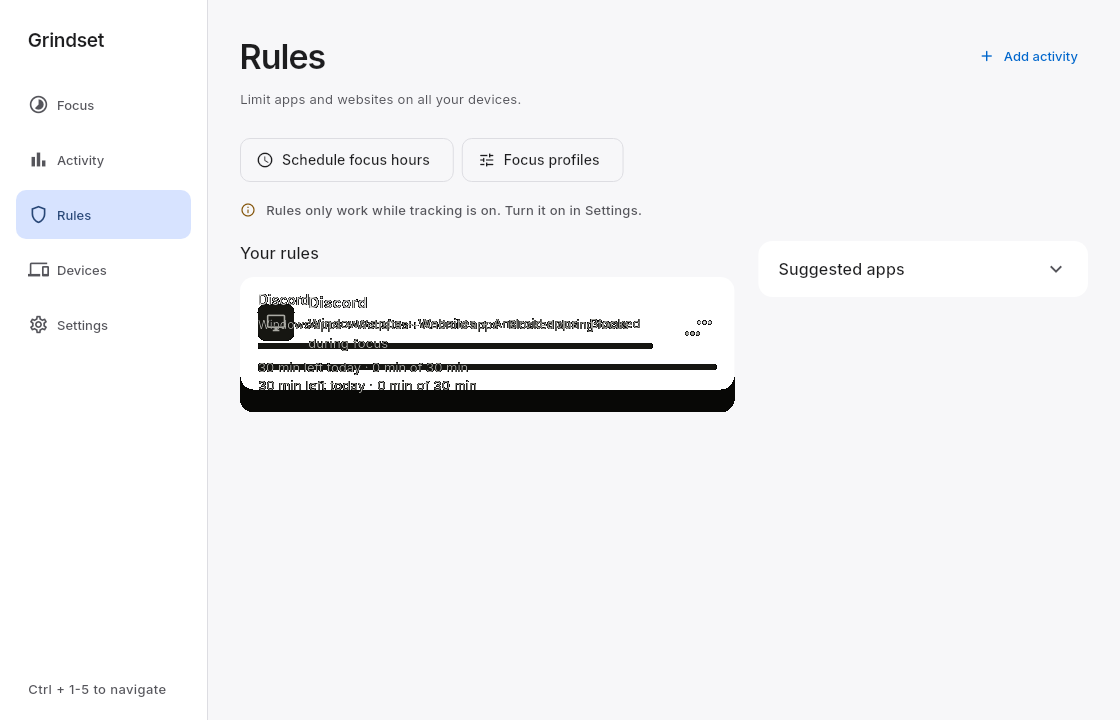 Grindset
Focus
Activity
Rules
Devices
Settings
Ctrl + 1-5 to navigate
Rules
Add activity
Limit apps and websites on all your devices.
Schedule focus hours
Focus profiles
Rules only work while tracking is on. Turn it on in Settings.
Your rules
Suggested apps
Discord
Discord
during focus
30 min left today · 0 min of 30 min
30 min left today · 0 min of 30 min